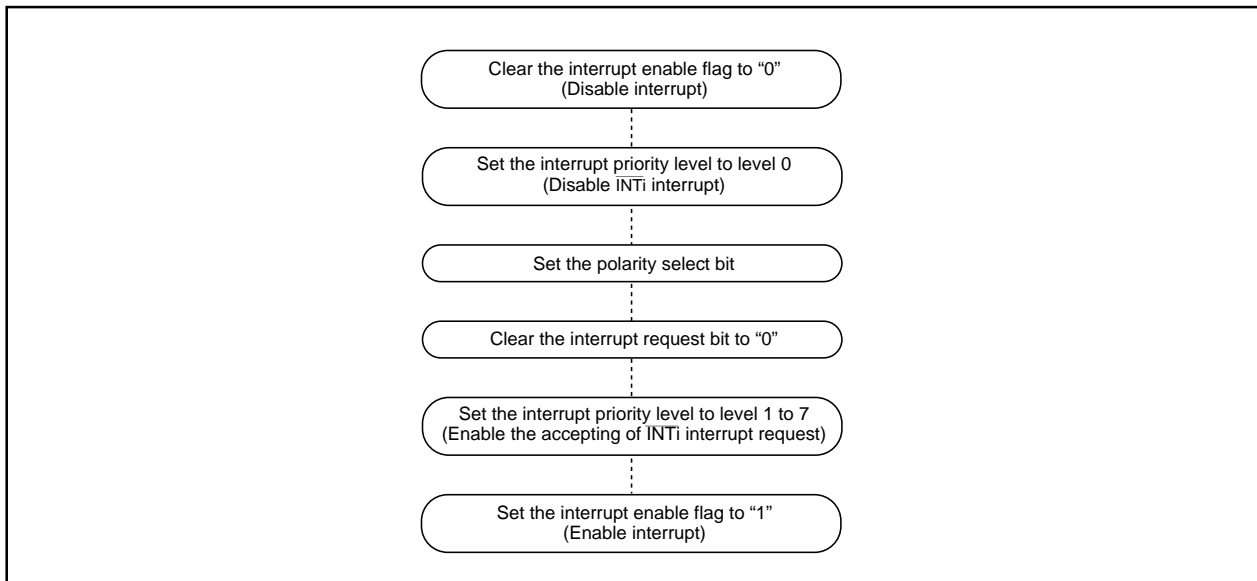 Clear the interrupt enable flag to “0”
(Disable interrupt)
Set the interrupt priority level to level 0
(Disable INTi interrupt)
Set the polarity select bit
Clear the interrupt request bit to “0”
Set the interrupt priority level to level 1 to 7
(Enable the accepting of INTi interrupt request)
Set the interrupt enable flag to “1”
(Enable interrupt)